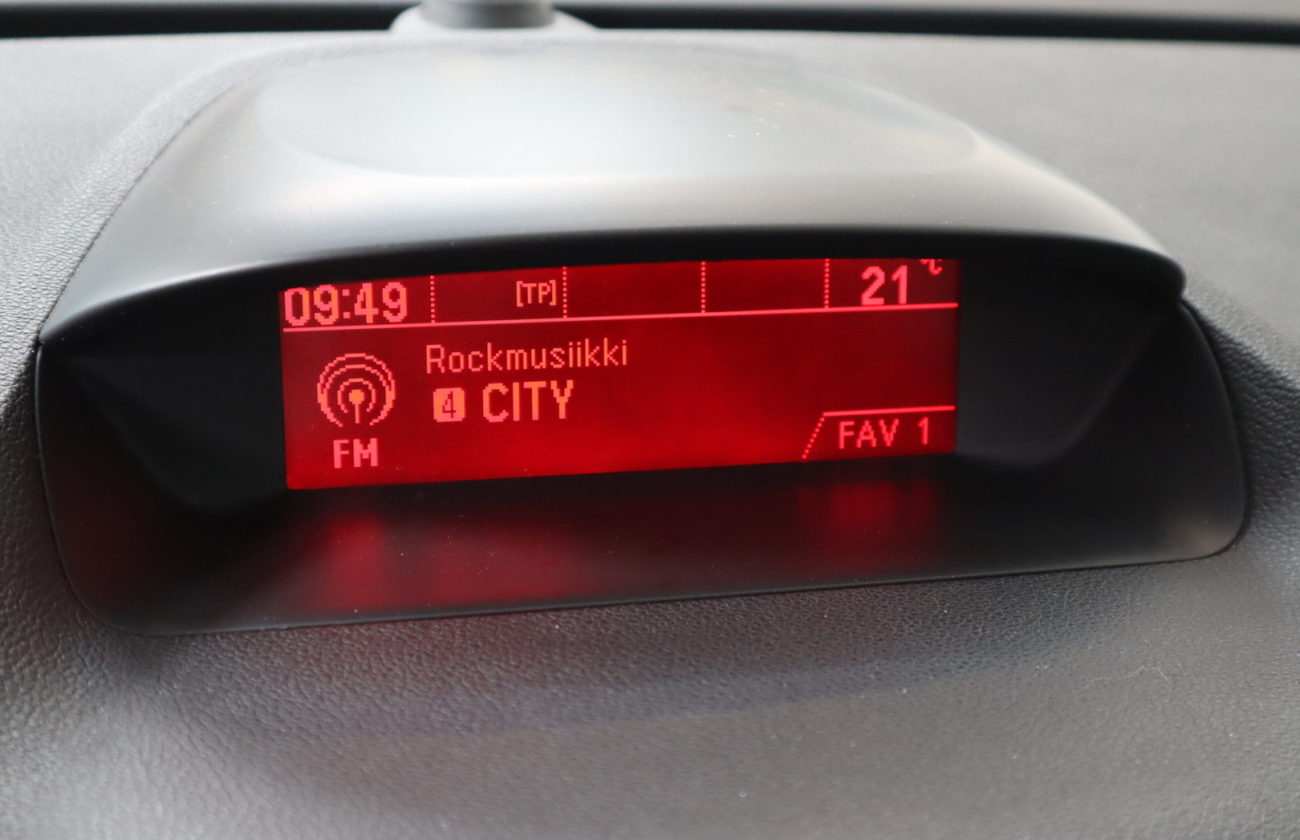 09:49 [TP] 21 °C
Rockmusiikki
4 CITY
FM
FAV 1